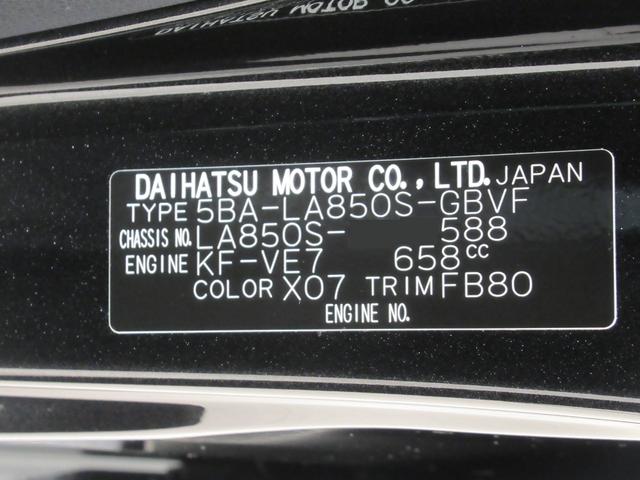 DAIHATSU MOTOR CO., LTD. JAPAN
TYPE 5BA-LA850S-GBVF
CHASSIS NO. LA850S- 588
ENGINE KF-VE7 658cc
COLOR X07 TRIM FB80
ENGINE NO.